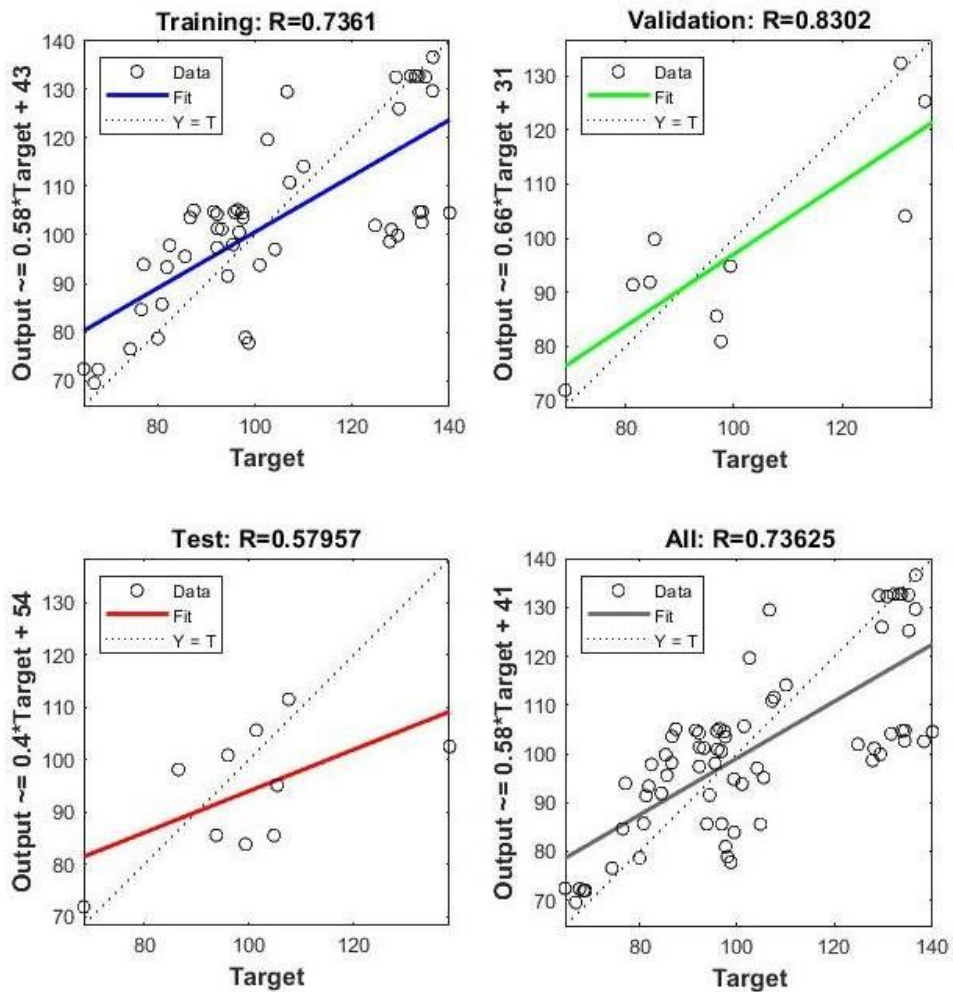 Training: R=0.7361
Output ~= 0.58*Target + 43
140
130
120
110
100
90
80
70
Data
Fit
Y = T
80
100
120
140
Target
Validation: R=0.8302
Output ~= 0.66*Target + 31
130
120
110
100
90
80
70
Data
Fit
Y = T
80
100
120
Target
Test: R=0.57957
Output ~= 0.4*Target + 54
130
120
110
100
90
80
70
Data
Fit
Y = T
80
100
120
Target
All: R=0.73625
Output ~= 0.58*Target + 41
140
130
120
110
100
90
80
70
Data
Fit
Y = T
80
100
120
140
Target